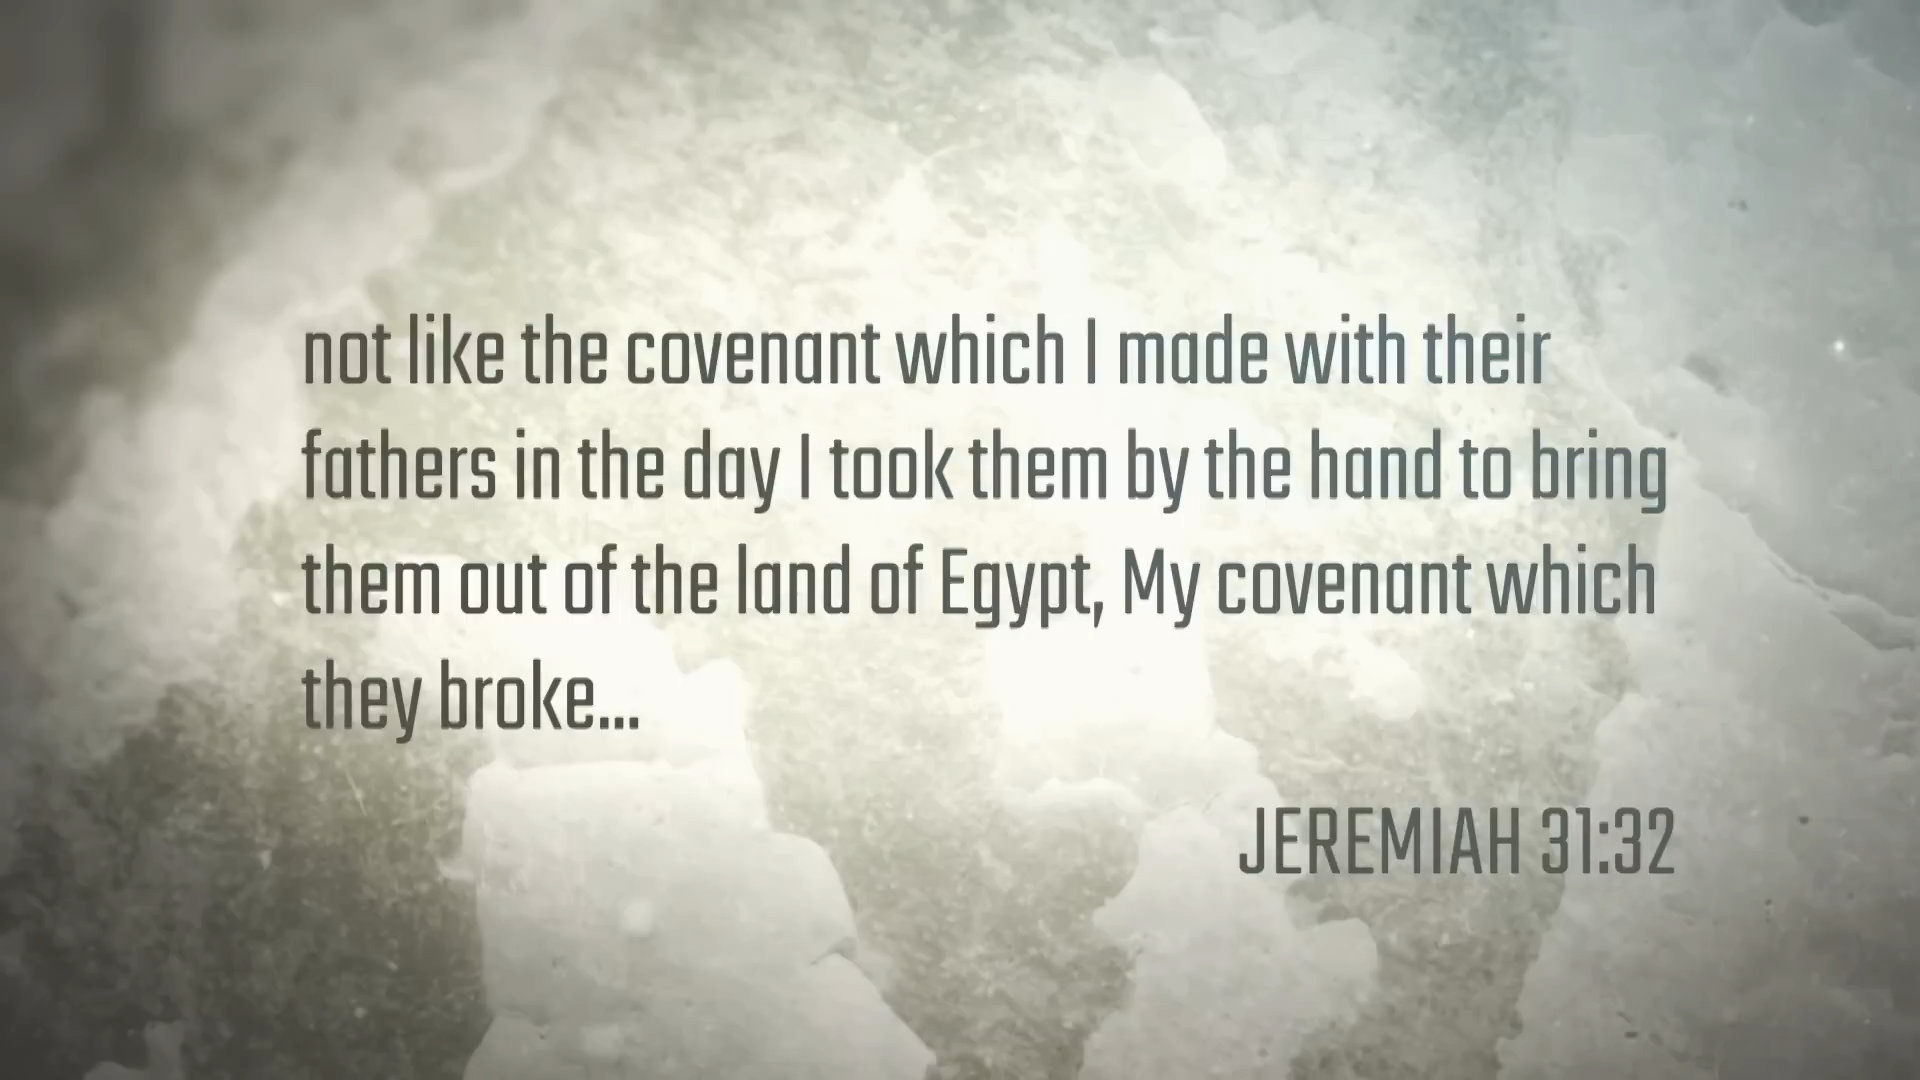 not like the covenant which I made with their
fathers in the day I took them by the hand to bring
them out of the land of Egypt, My covenant which
they broke...
JEREMIAH 31:32